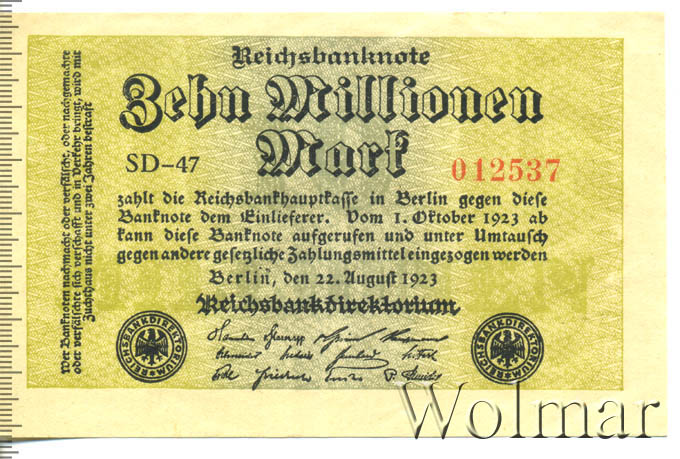 Reichsbanknote
Zehn Millionen
Mark
SD-47
012537
zahlt die Reichsbankhauptkasse in Berlin gegen diese
Banknote dem Einlieferer. Vom 1. Oktober 1923 ab
kann diese Banknote aufgerufen und unter Umtausch
gegen andere gesetzliche Zahlungsmittel eingezogen werden
Berlin, den 22. August 1923
Reichsbankdirektorium
Wer Banknoten nachmacht oder verfälscht, oder nachgemachte
oder verfälschte sich verschafft und in Verkehr bringt, wird mit
Zuchthaus nicht unter zwei Jahren bestraft
REICHSBANKDIREKTORIUM
REICHSBANKDIREKTORIUM
Wolmar